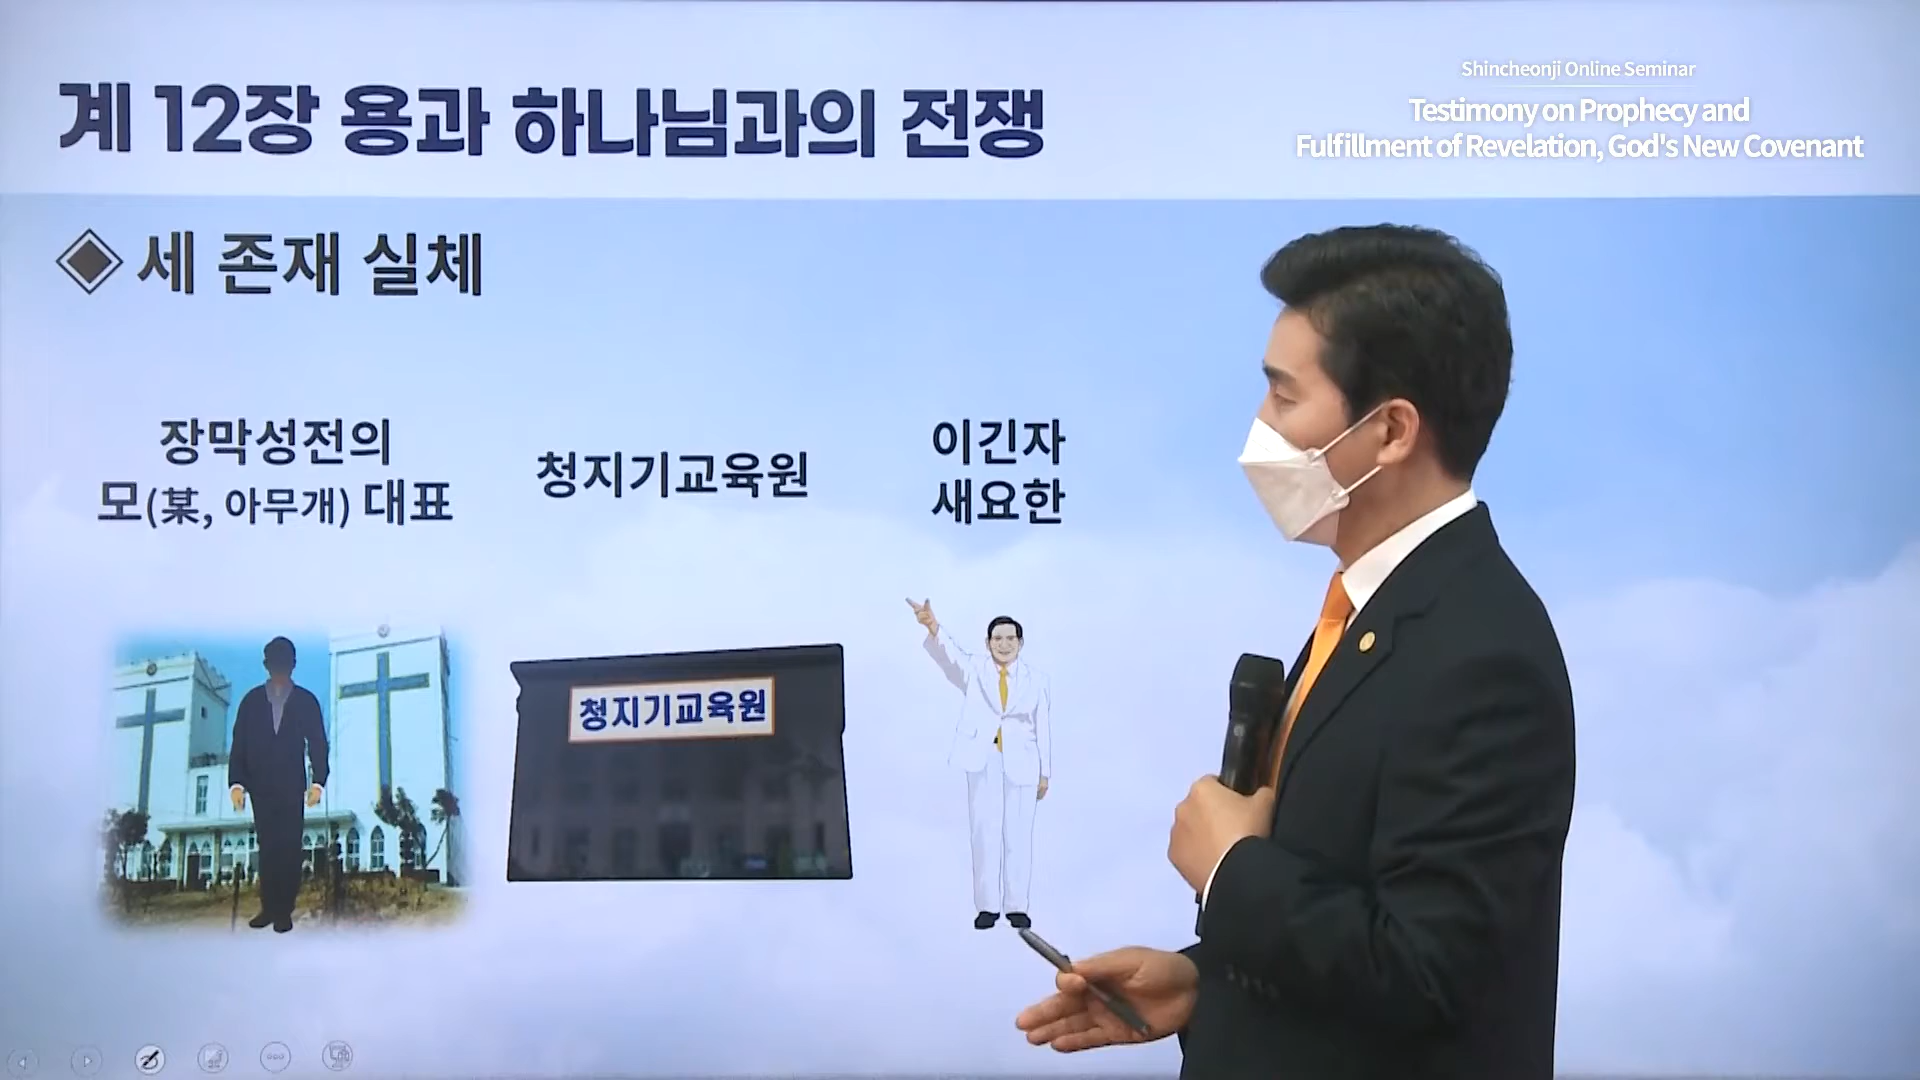 계 12장 용과 하나님과의 전쟁
Shincheonji Online Seminar
Testimony on Prophecy and
Fulfillment of Revelation, God's New Covenant
세 존재 실체
장막성전의
모(某, 아무개) 대표
청지기교육원
이긴자
새요한
청지기교육원